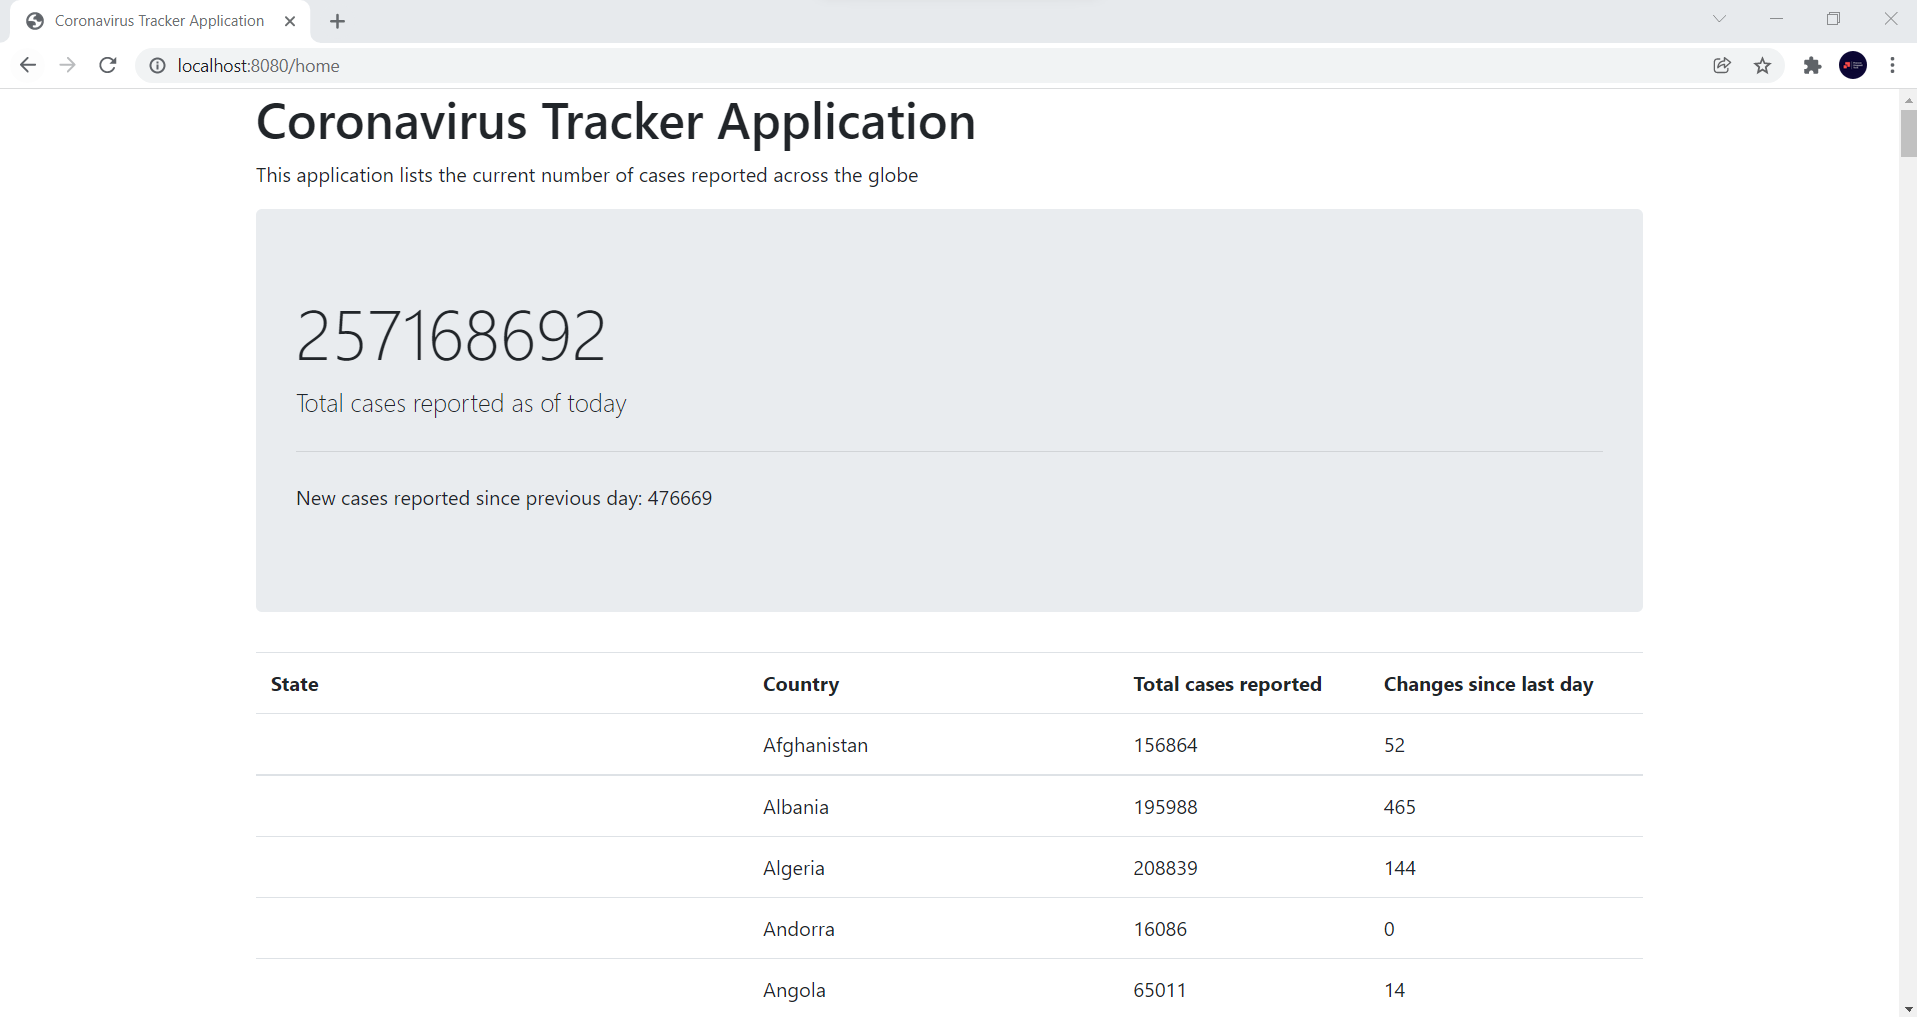 Coronavirus Tracker Application
localhost:8080/home
Coronavirus Tracker Application
This application lists the current number of cases reported across the globe
257168692
Total cases reported as of today
New cases reported since previous day: 476669
State Country Total cases reported Changes since last day
Afghanistan 156864 52
Albania 195988 465
Algeria 208839 144
Andorra 16086 0
Angola 65011 14